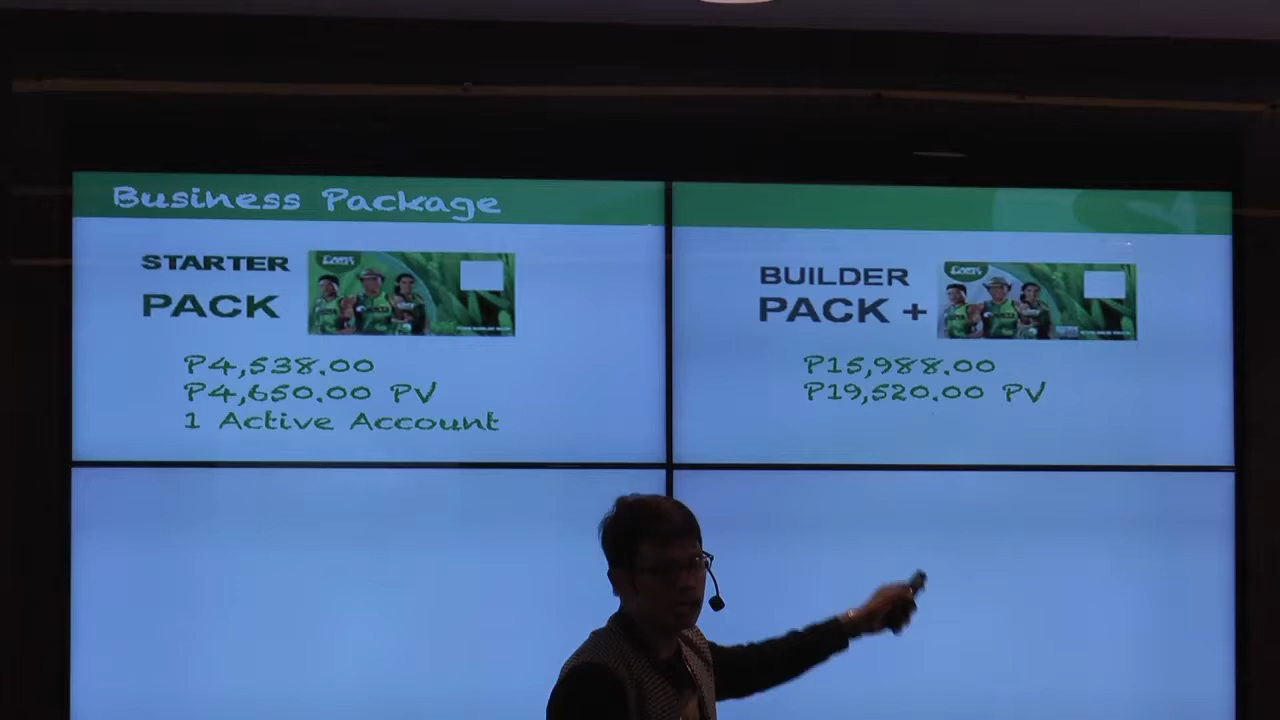 Business Package
STARTER
PACK
P4,538.00
P4,650.00 PV
1 Active Account
BUILDER
PACK +
P15,988.00
P19,520.00 PV